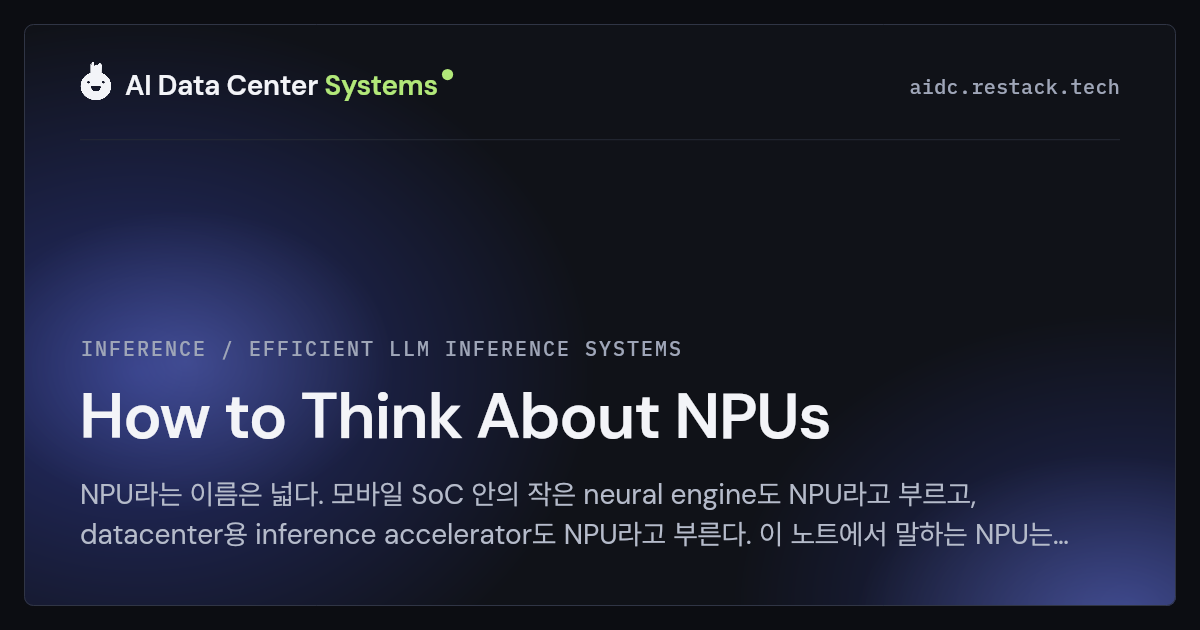 AI Data Center Systems
aidc.restack.tech
INFERENCE / EFFICIENT LLM INFERENCE SYSTEMS
How to Think About NPUs
NPU라는 이름은 넓다. 모바일 SoC 안의 작은 neural engine도 NPU라고 부르고,
datacenter용 inference accelerator도 NPU라고 부른다. 이 노트에서 말하는 NPU는…